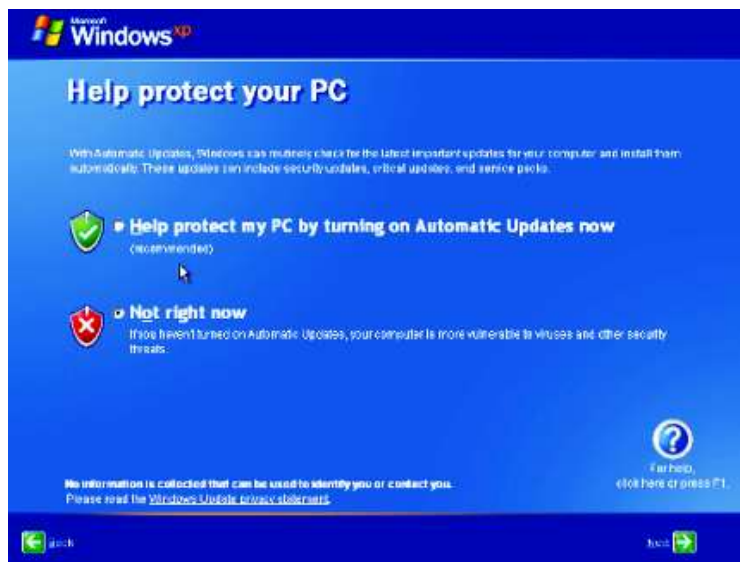 Microsoft
Windows xp
Help protect your PC
With Automatic Updates, Windows can routinely check for the latest important updates for your computer and install them
automatically. These updates can include security updates, critical updates, and service packs.
Help protect my PC by turning on Automatic Updates now
(recommended)
Not right now
If you haven't turned on Automatic Updates, your computer is more vulnerable to viruses and other security
threats.
For help,
click here or press F1.
No information is collected that can be used to identify you or contact you.
Please read the Windows Update privacy statement.
Back
Next